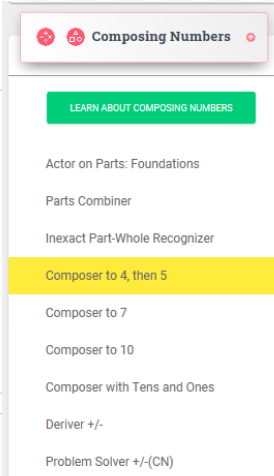 Composing Numbers
LEARN ABOUT COMPOSING NUMBERS
Actor on Parts: Foundations
Parts Combiner
Inexact Part-Whole Recognizer
Composer to 4, then 5
Composer to 7
Composer to 10
Composer with Tens and Ones
Deriver +/-
Problem Solver +/-(CN)